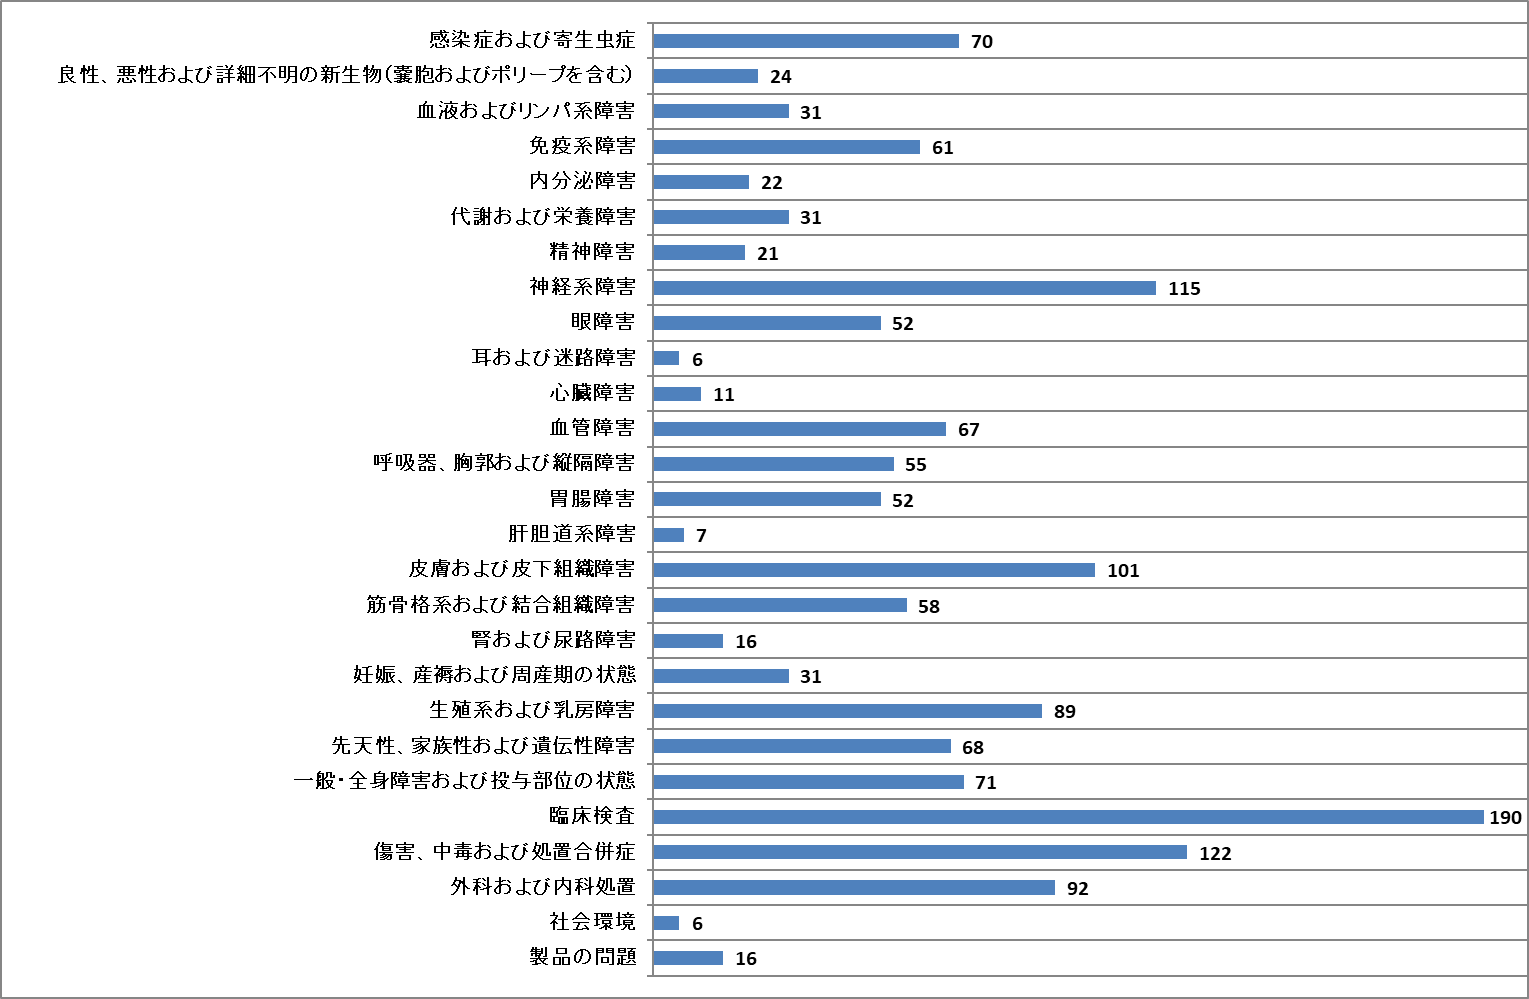 感染症および寄生虫症 70
良性、悪性および詳細不明の新生物(嚢胞およびポリープを含む) 24
血液およびリンパ系障害 31
免疫系障害 61
内分泌障害 22
代謝および栄養障害 31
精神障害 21
神経系障害 115
眼障害 52
耳および迷路障害 6
心臓障害 11
血管障害 67
呼吸器、胸郭および縦隔障害 55
胃腸障害 52
肝胆道系障害 7
皮膚および皮下組織障害 101
筋骨格系および結合組織障害 58
腎および尿路障害 16
妊娠、産褥および周産期の状態 31
生殖系および乳房障害 89
先天性、家族性および遺伝性障害 68
一般・全身障害および投与部位の状態 71
臨床検査 190
傷害、中毒および処置合併症 122
外科および内科処置 92
社会環境 6
製品の問題 16